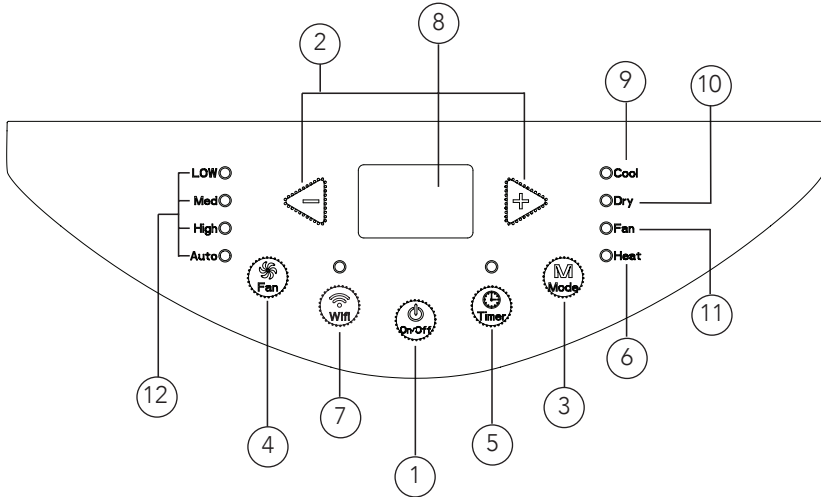 2
8
9
10
LOW
Cool
Med
−
+
Dry
High
Fan
Auto
Heat
Fan
Wifi
On/Off
Timer
M
Mode
11
6
12
7
5
3
4
1